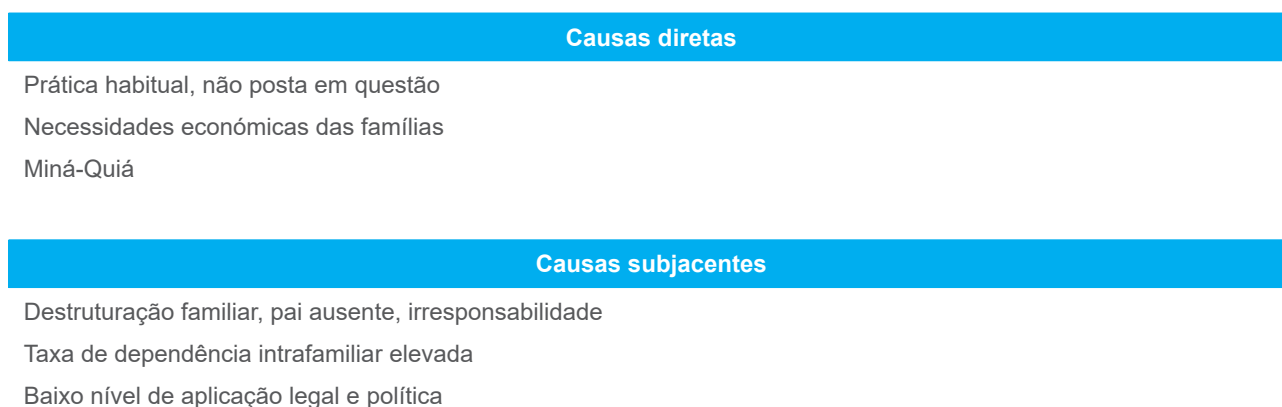 Causas diretas
Prática habitual, não posta em questão
Necessidades económicas das famílias
Miná-Quiá
Causas subjacentes
Destruturação familiar, pai ausente, irresponsabilidade
Taxa de dependência intrafamiliar elevada
Baixo nível de aplicação legal e política